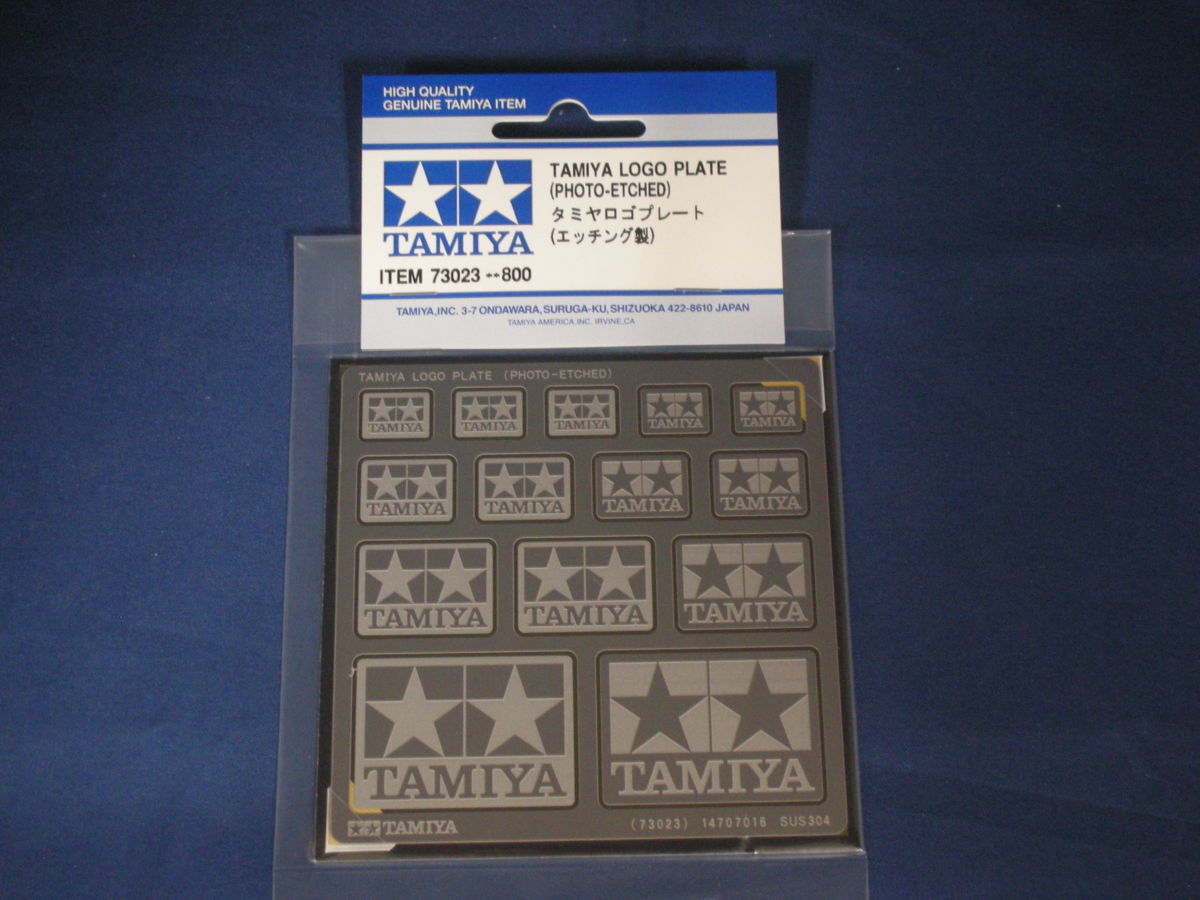 HIGH QUALITY
GENUINE TAMIYA ITEM
TAMIYA
ITEM 73023 **800
TAMIYA LOGO PLATE
(PHOTO-ETCHED)
タミヤロゴプレート
(エッチング製)
TAMIYA,INC. 3-7 ONDAWARA,SURUGA-KU,SHIZUOKA 422-8610 JAPAN
TAMIYA AMERICA,INC. IRVINE,CA
TAMIYA LOGO PLATE (PHOTO-ETCHED)
TAMIYA TAMIYA TAMIYA TAMIYA TAMIYA
TAMIYA TAMIYA TAMIYA TAMIYA
TAMIYA TAMIYA TAMIYA
TAMIYA TAMIYA
TAMIYA (73023) 14707016 SUS304